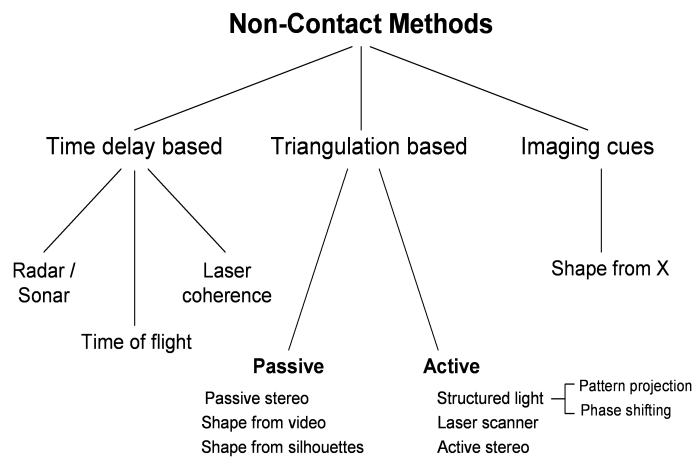 Non-Contact Methods
Time delay based
Triangulation based
Imaging cues
Radar /
Sonar
Laser
coherence
Shape from X
Time of flight
Passive
Passive stereo
Shape from video
Shape from silhouettes
Active
Structured light
Laser scanner
Active stereo
Pattern projection
Phase shifting